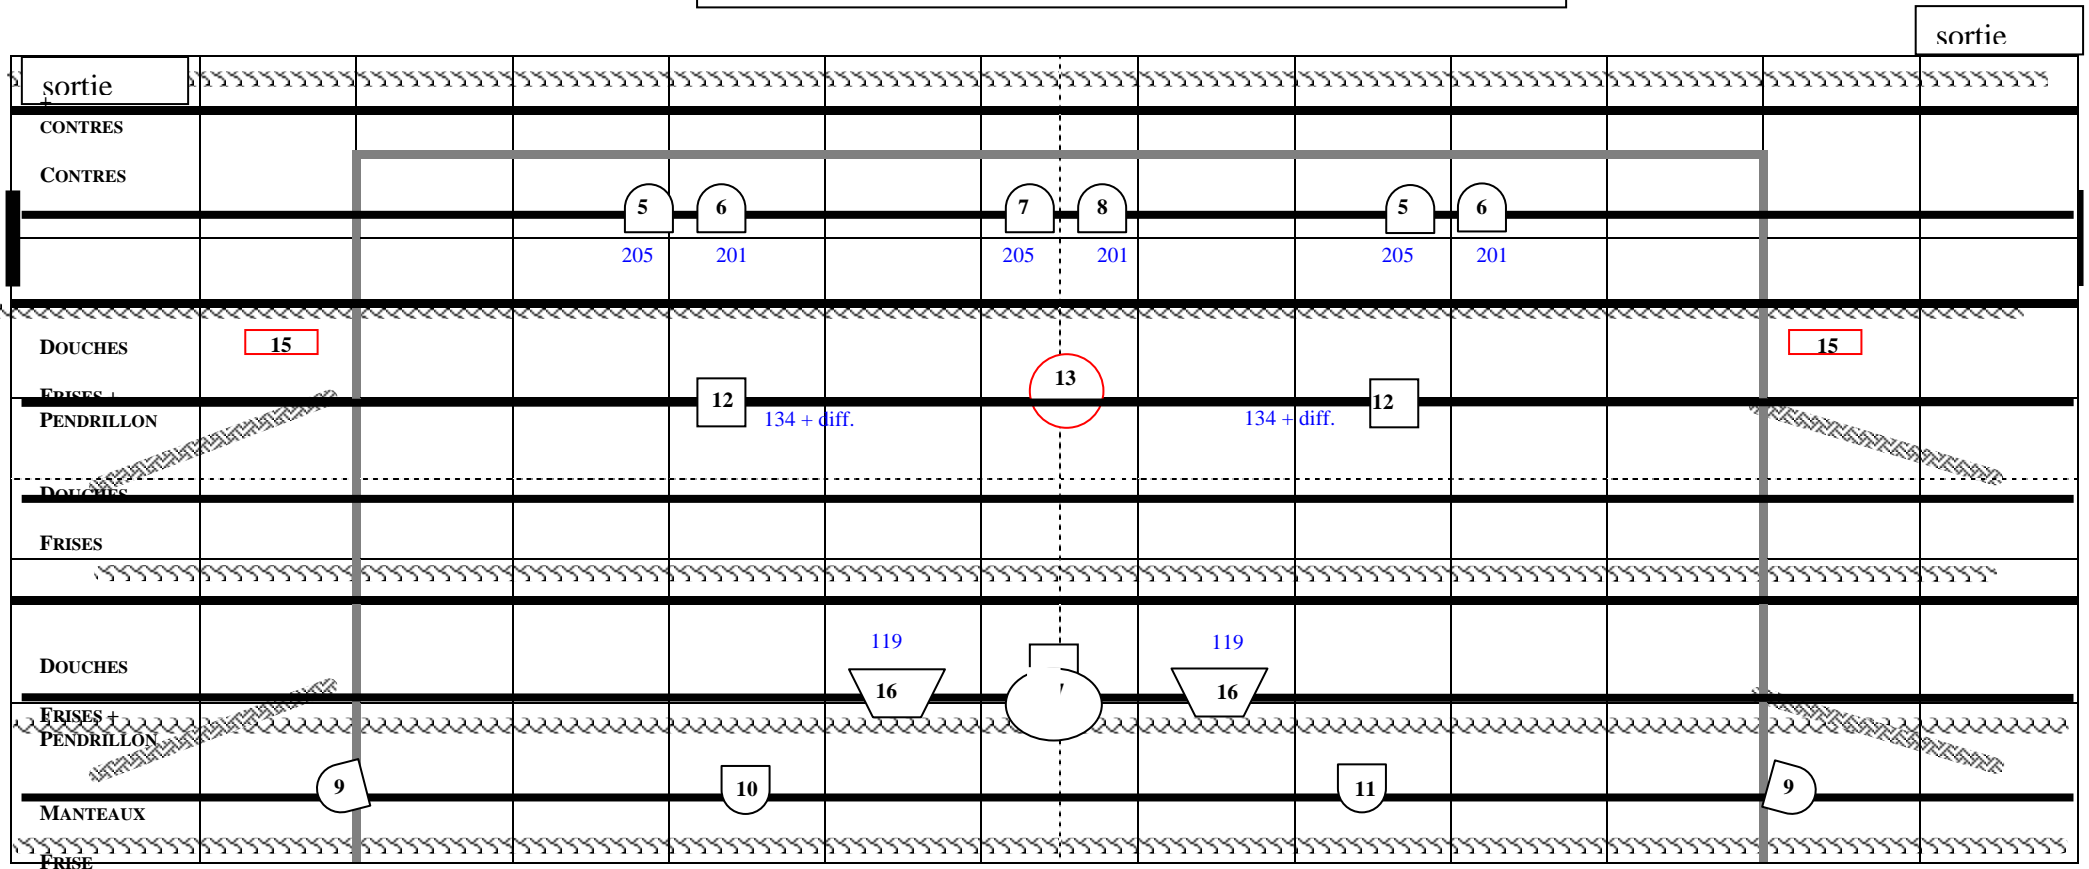 sortie
sortie
+
CONTRES
CONTRES
5 6 7 8 5 6
205 201 205 201 205 201
DOUCHES
15 15
13
FRISES +
12 12
PENDRILLON
134 + diff. 134 + diff.
DOUCHES
FRISES
119 119
DOUCHES
16 16
FRISES +
PENDRILLON
9 10 11 9
MANTEAUX
FRISE